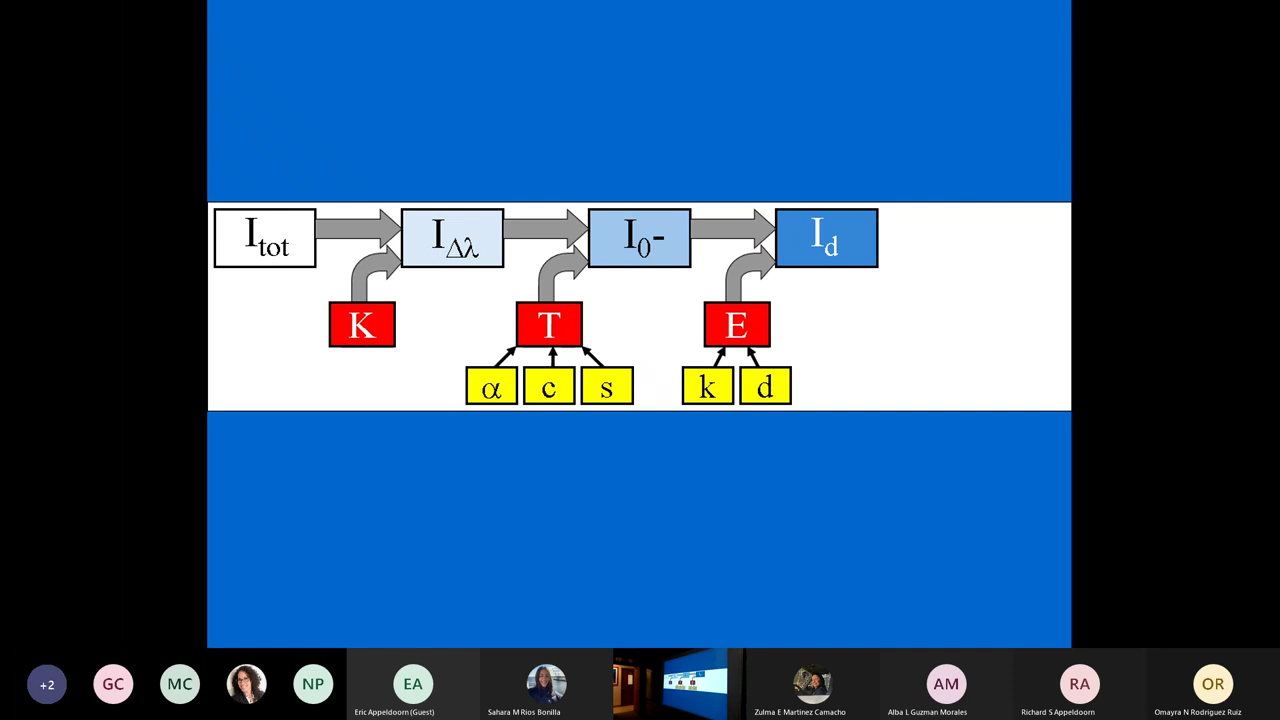 Itot
IΔλ
I0-
Id
K
T
E
α
c
s
k
d
+2
GC
MC
NP
EA
Eric Appeldoorn (Guest)
Sahara M Rios Bonilla
Zulma E Martinez Camacho
AM
Alba L Guzman Morales
RA
Richard S Appeldoorn
OR
Omayra N Rodriguez Ruiz